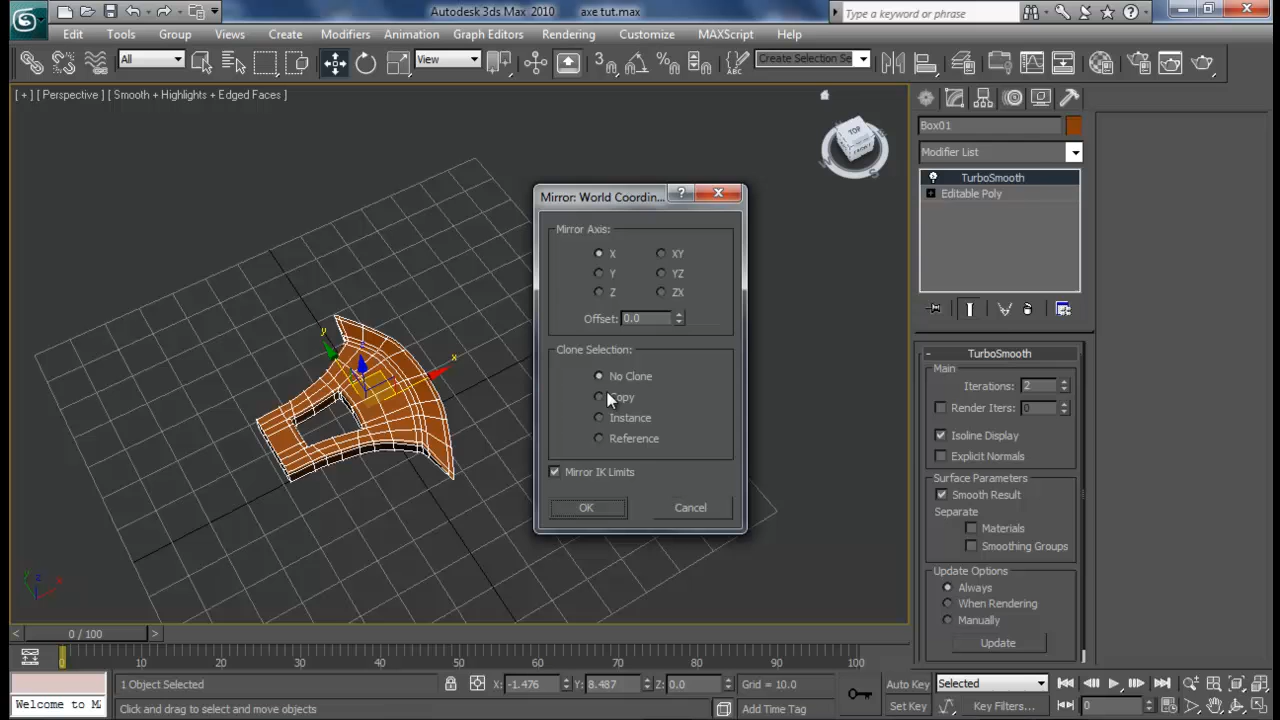 Autodesk 3ds Max 2010 axe tut.max
Type a keyword or phrase
Edit Tools Group Views Create Modifiers Animation Graph Editors Rendering Customize MAXScript Help
All View Create Selection Se
[ + ] [ Perspective ] [ Smooth + Highlights + Edged Faces ]
TOP
FRONT
Box01
Modifier List
TurboSmooth
Editable Poly
Mirror: World Coordin...
Mirror Axis:
X XY
Y YZ
Z ZX
Offset: 0.0
Clone Selection:
No Clone
Copy
Instance
Reference
Mirror IK Limits
OK Cancel
y
x
- TurboSmooth
Main
Iterations: 2
Render Iters: 0
Isoline Display
Explicit Normals
Surface Parameters
Smooth Result
Separate
Materials
Smoothing Groups
Update Options
Always
When Rendering
Manually
Update
z
x
< 0 / 100 >
0 10 20 30 40 50 60 70 80 90 100
1 Object Selected X: -1.476 Y: 8.487 Z: 0.0 Grid = 10.0 Auto Key Selected
Welcome to MA Click and drag to select and move objects Add Time Tag Set Key Key Filters... 0